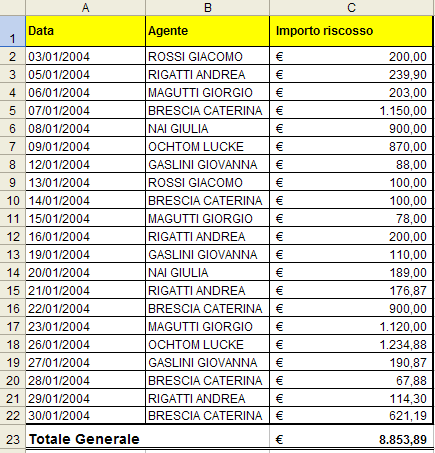 A B C
1 Data Agente Importo riscosso
2 03/01/2004 ROSSI GIACOMO € 200,00
3 05/01/2004 RIGATTI ANDREA € 239,90
4 06/01/2004 MAGUTTI GIORGIO € 203,00
5 07/01/2004 BRESCIA CATERINA € 1.150,00
6 08/01/2004 NAI GIULIA € 900,00
7 09/01/2004 OCHTOM LUCKE € 870,00
8 12/01/2004 GASLINI GIOVANNA € 88,00
9 13/01/2004 ROSSI GIACOMO € 100,00
10 14/01/2004 BRESCIA CATERINA € 100,00
11 15/01/2004 MAGUTTI GIORGIO € 78,00
12 16/01/2004 RIGATTI ANDREA € 200,00
13 19/01/2004 GASLINI GIOVANNA € 110,00
14 20/01/2004 NAI GIULIA € 189,00
15 21/01/2004 RIGATTI ANDREA € 176,87
16 22/01/2004 BRESCIA CATERINA € 900,00
17 23/01/2004 MAGUTTI GIORGIO € 1.120,00
18 26/01/2004 OCHTOM LUCKE € 1.234,88
19 27/01/2004 GASLINI GIOVANNA € 190,87
20 28/01/2004 BRESCIA CATERINA € 67,88
21 29/01/2004 RIGATTI ANDREA € 114,30
22 30/01/2004 BRESCIA CATERINA € 621,19
23 Totale Generale € 8.853,89